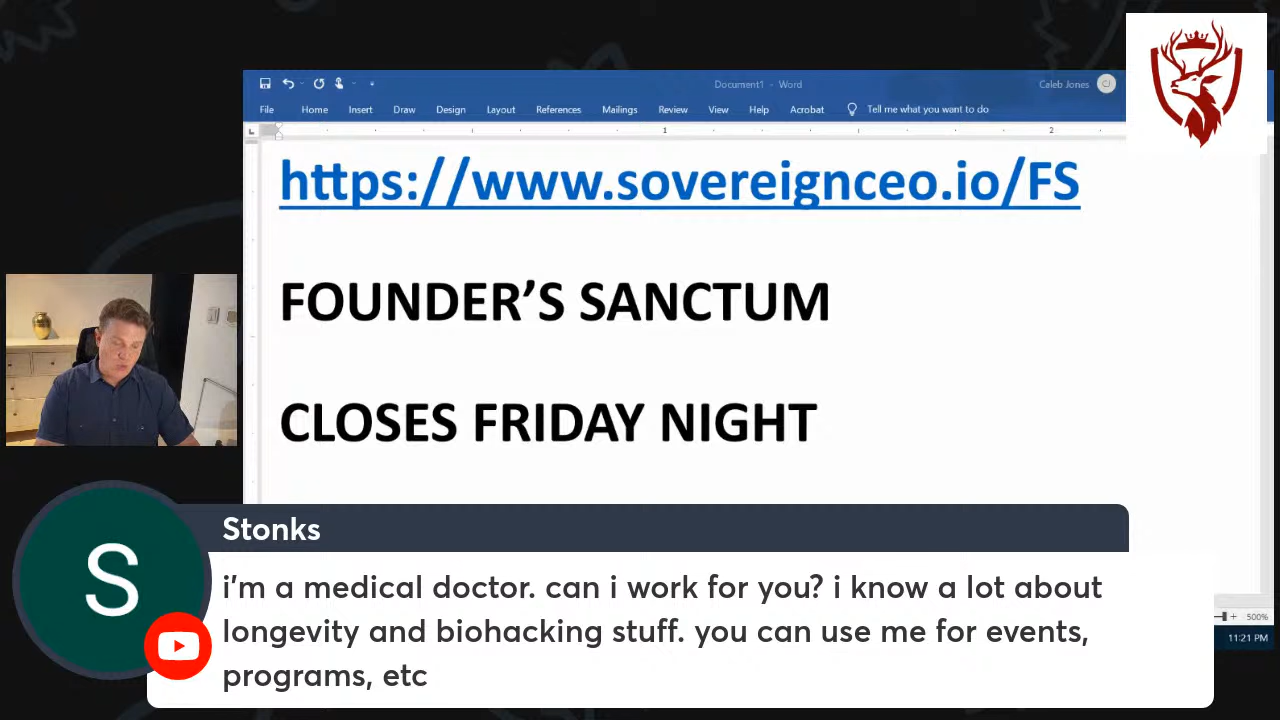 Document1 - Word
Caleb Jones
CJ
File Home Insert Draw Design Layout References Mailings Review View Help Acrobat Tell me what you want to do
1 2
https://www.sovereignceo.io/FS
FOUNDER’S SANCTUM
CLOSES FRIDAY NIGHT
S
Stonks
i'm a medical doctor. can i work for you? i know a lot about
longevity and biohacking stuff. you can use me for events,
programs, etc
+ 500%
11:21 PM